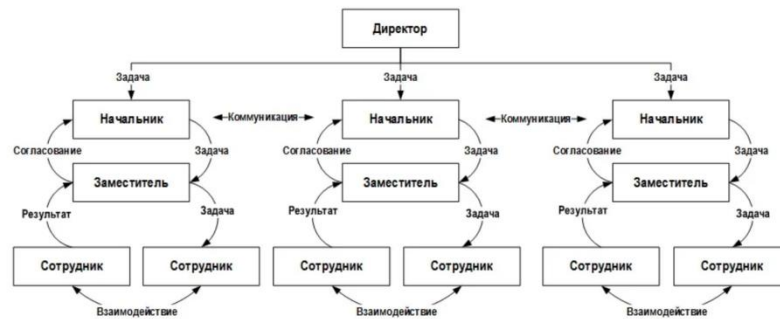 Директор
Задача Задача Задача
Начальник Коммуникация Начальник Коммуникация Начальник
Согласование Задача Согласование Задача Согласование Задача
Заместитель Заместитель Заместитель
Результат Задача Результат Задача Результат Задача
Сотрудник Сотрудник Сотрудник Сотрудник Сотрудник Сотрудник
Взаимодействие Взаимодействие Взаимодействие